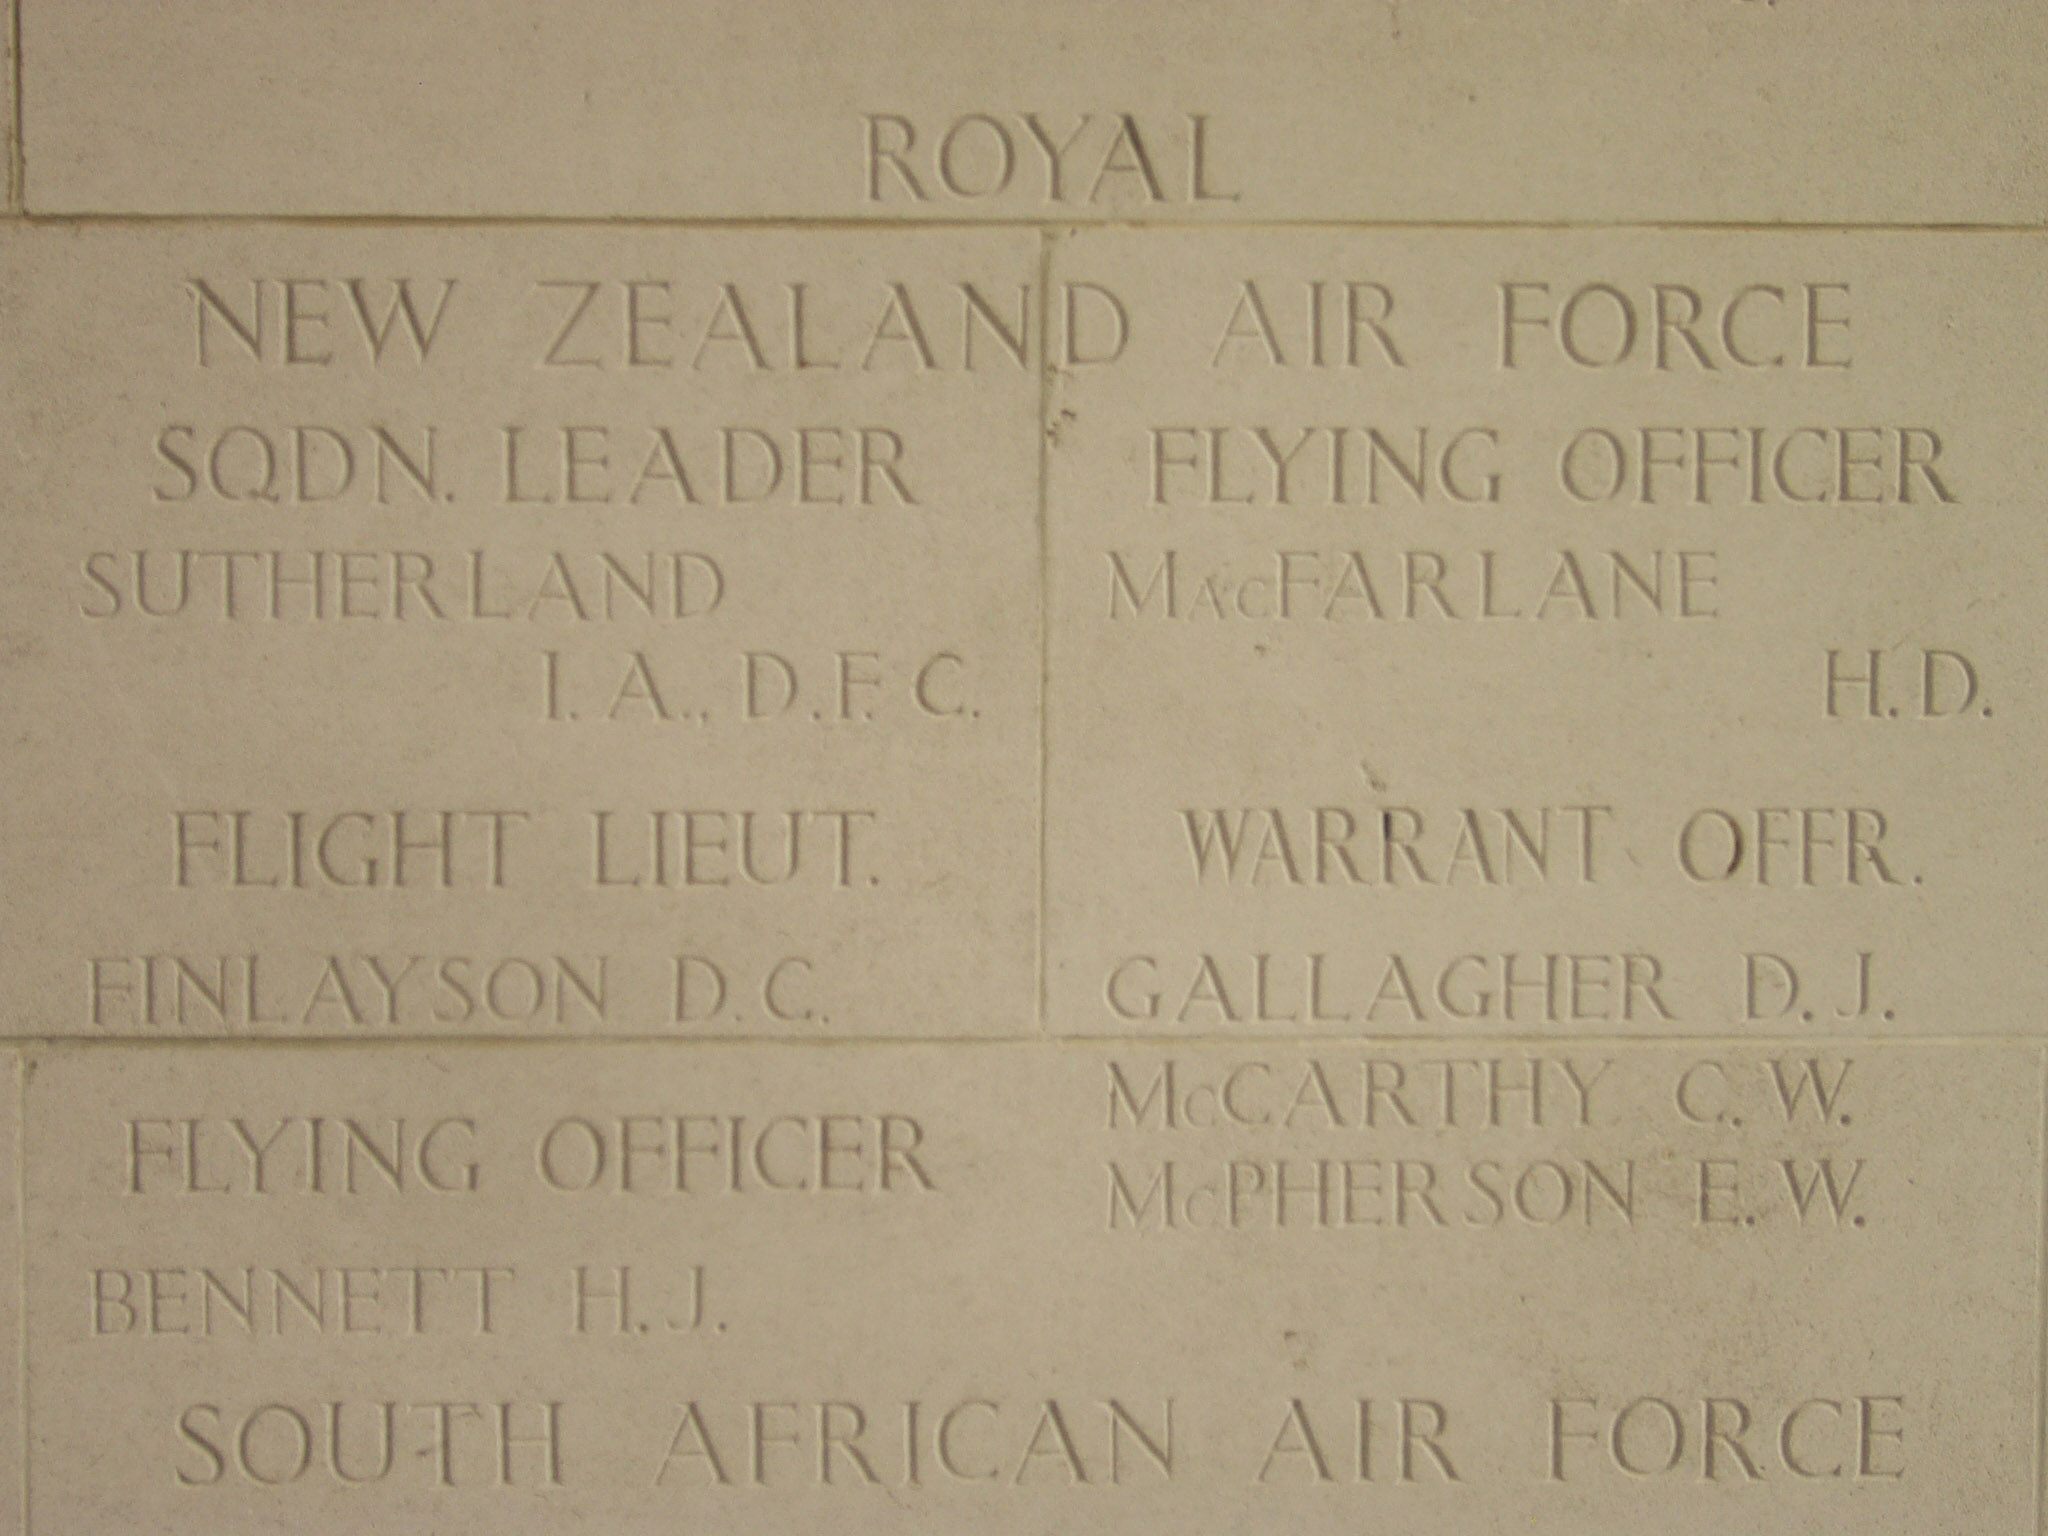 ROYAL
NEW ZEALAND AIR FORCE
SQDN. LEADER
SUTHERLAND
I. A., D.F.C.
FLIGHT LIEUT.
FINLAYSON D.C.
FLYING OFFICER
BENNETT H.J.
FLYING OFFICER
MacFARLANE
H.D.
WARRANT OFFR.
GALLAGHER D.J.
McCARTHY C.W.
McPHERSON E.W.
SOUTH AFRICAN AIR FORCE